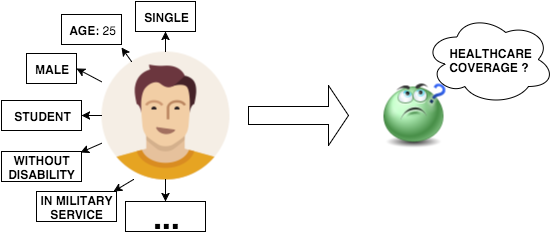 SINGLE
AGE: 25
MALE
STUDENT
WITHOUT
DISABILITY
IN MILITARY
SERVICE
...
HEALTHCARE
COVERAGE ?
?